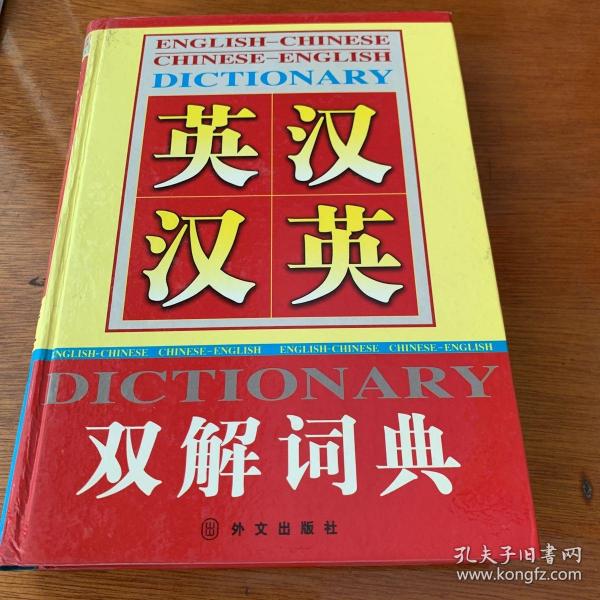 ENGLISH-CHINESE
CHINESE-ENGLISH
DICTIONARY
英汉
汉英
ENGLISH-CHINESE CHINESE-ENGLISH ENGLISH-CHINESE CHINESE-ENGLISH
DICTIONARY
双解词典
外文出版社
孔夫子旧书网
www.kongfz.com